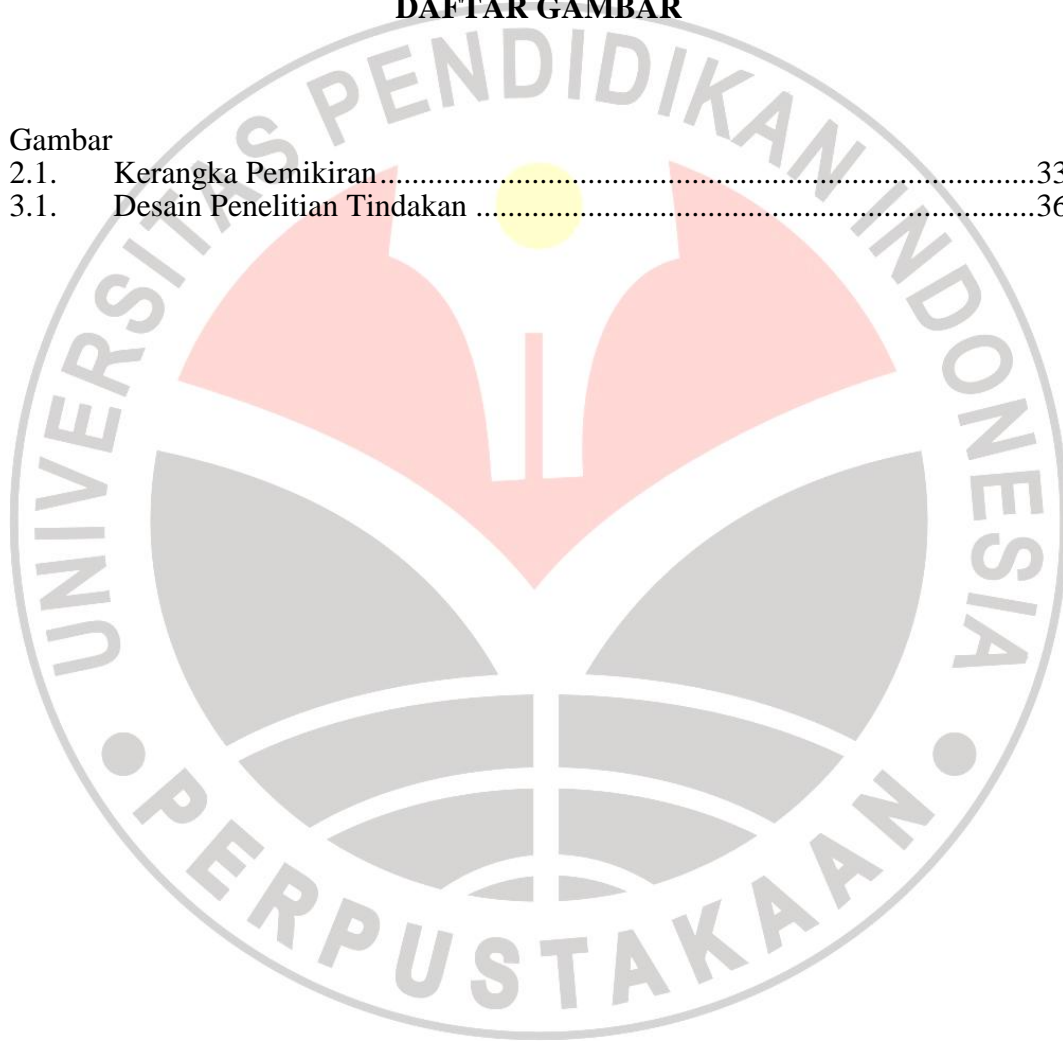 DAFTAR GAMBAR
Gambar
2.1. Kerangka Pemikiran ........................................................................33
3.1. Desain Penelitian Tindakan ......................................................36
UNIVERSITAS PENDIDIKAN INDONESIA
PERPUSTAKAAN